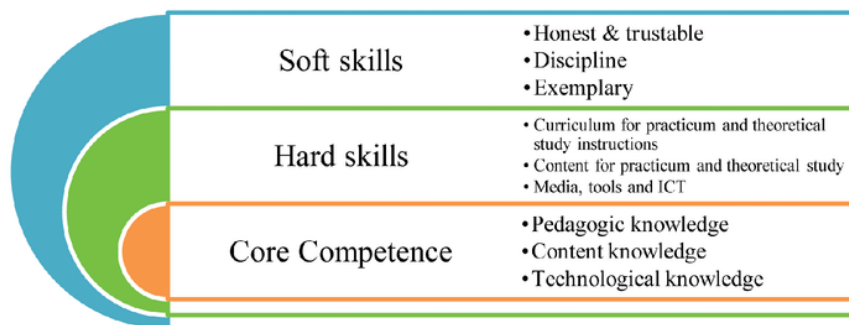 Soft skills
• Honest & trustable
• Discipline
• Exemplary
Hard skills
• Curriculum for practicum and theoretical
study instructions
• Content for practicum and theoretical study
• Media, tools and ICT
Core Competence
• Pedagogic knowledge
• Content knowledge
• Technological knowledge